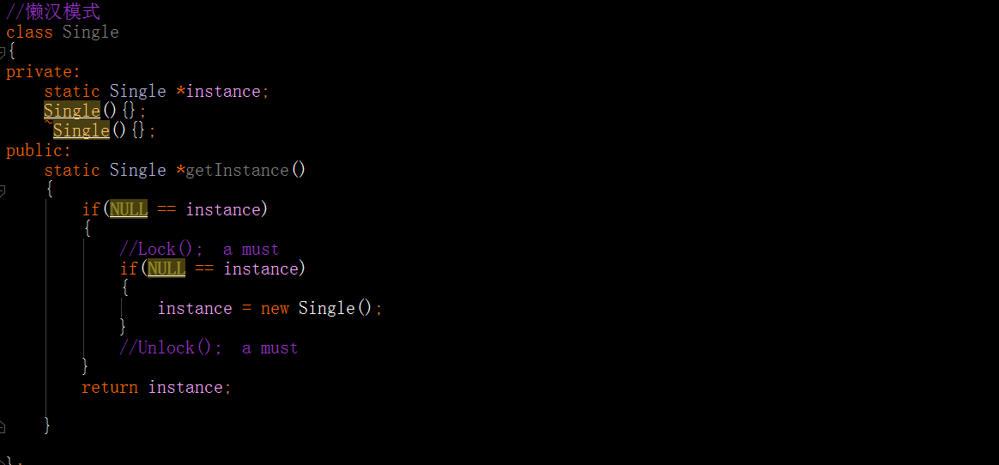 //懒汉模式
class Single
{
private:
    static Single *instance;
    Single(){};
    ~Single(){};
public:
    static Single *getInstance()
    {
        if(NULL == instance)
        {
            //Lock();  a must
            if(NULL == instance)
            {
                instance = new Single();
            }
            //Unlock();  a must
        }
        return instance;

    }

};